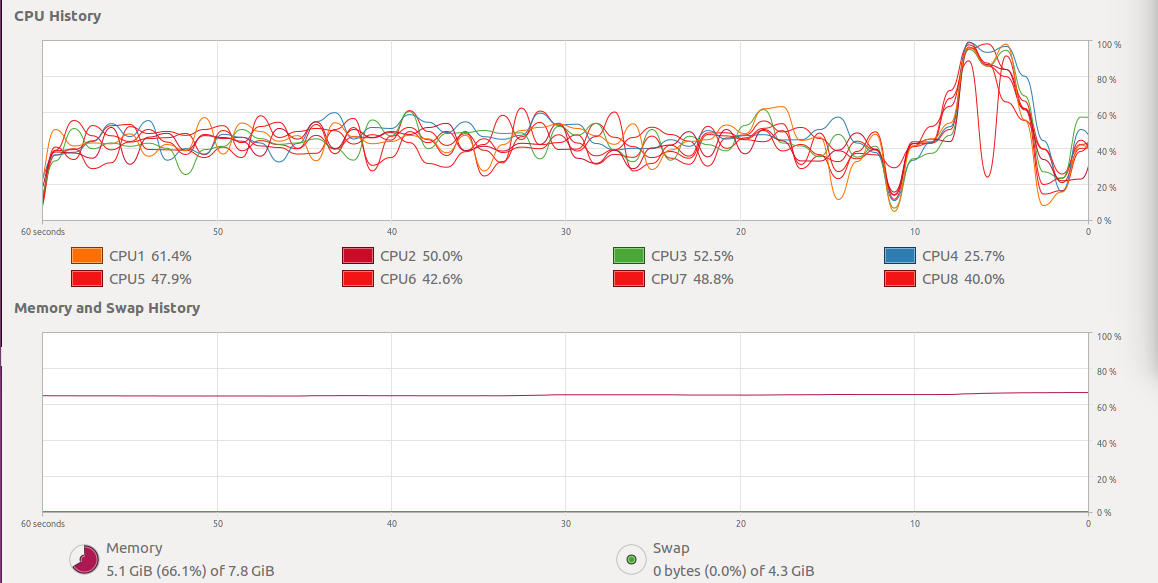 CPU History
100 %
80 %
60 %
40 %
20 %
0 %
60 seconds 50 40 30 20 10 0
CPU1 61.4% CPU2 50.0% CPU3 52.5% CPU4 25.7%
CPU5 47.9% CPU6 42.6% CPU7 48.8% CPU8 40.0%
Memory and Swap History
100 %
80 %
60 %
40 %
20 %
0 %
60 seconds 50 40 30 20 10 0
Memory Swap
5.1 GiB (66.1%) of 7.8 GiB 0 bytes (0.0%) of 4.3 GiB